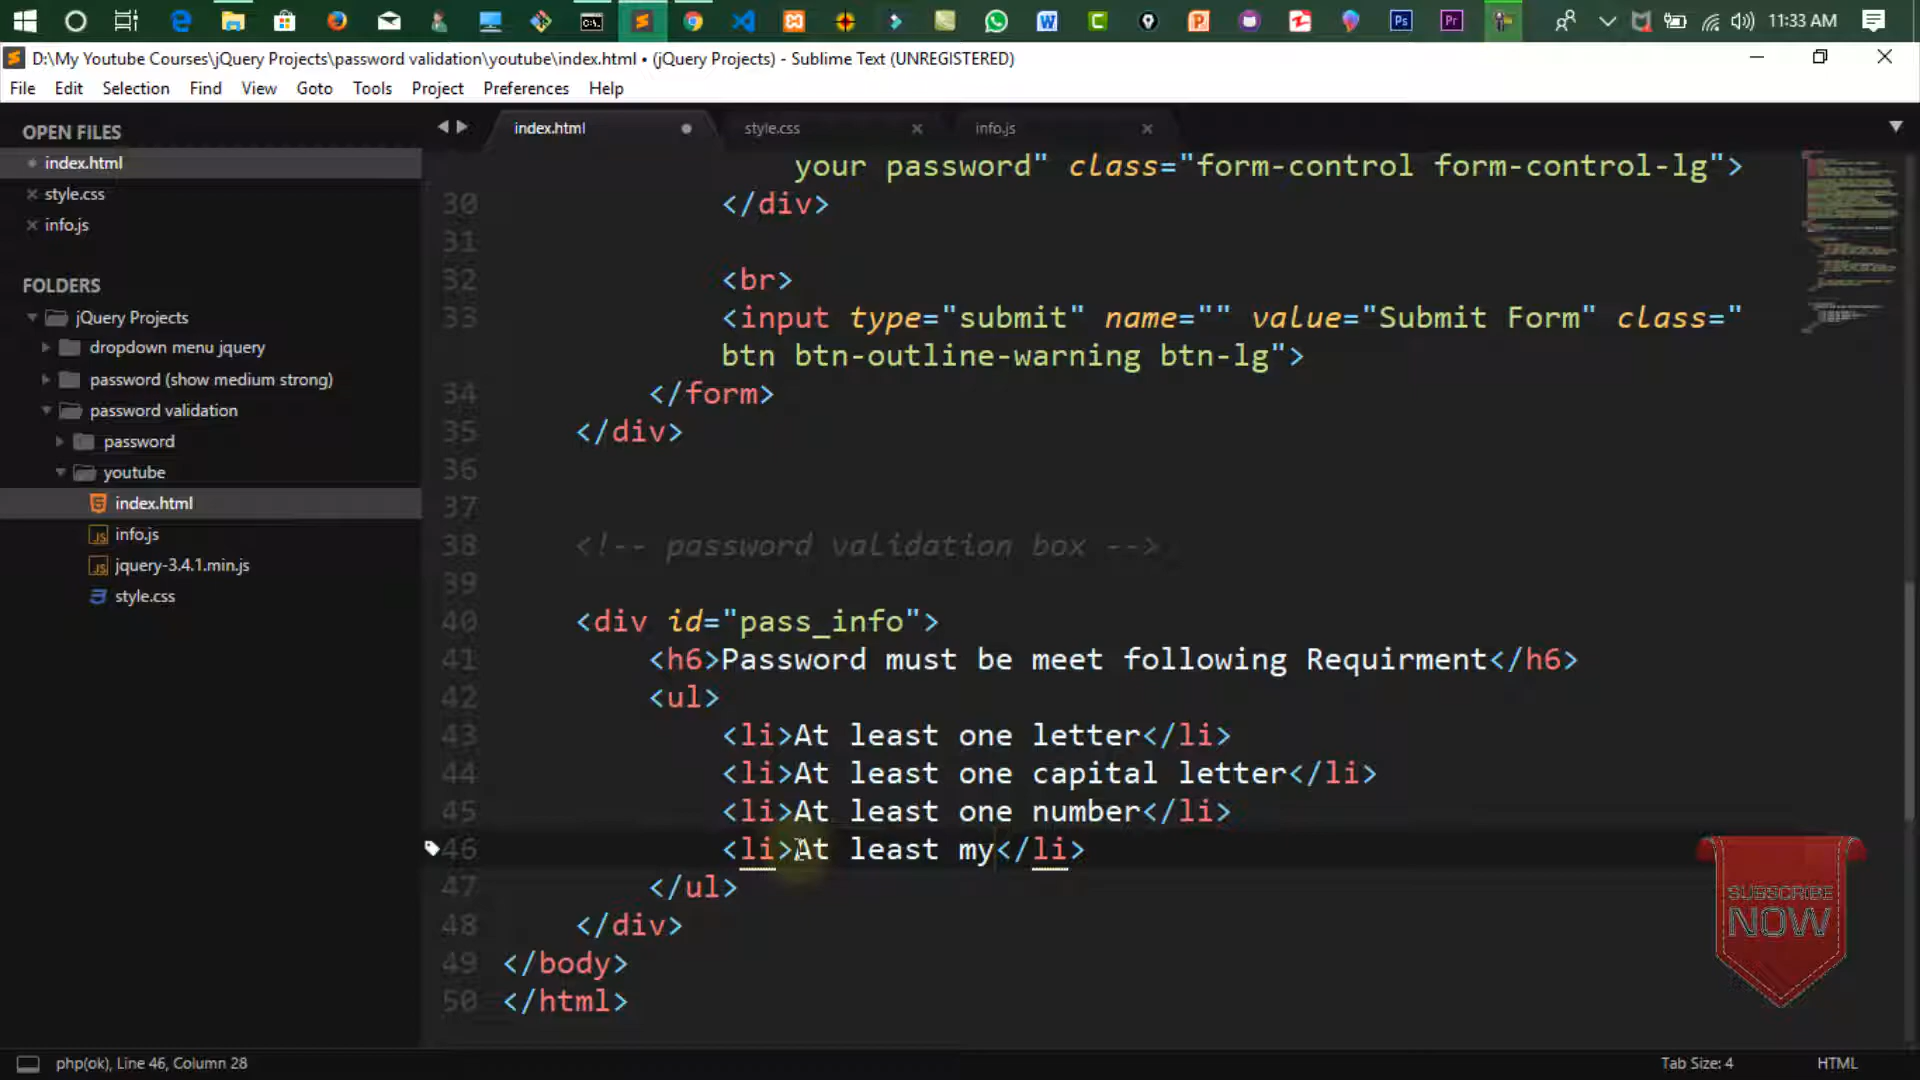 11:33 AM
D:\My Youtube Courses\jQuery Projects\password validation\youtube\index.html • (jQuery Projects) - Sublime Text (UNREGISTERED)
File Edit Selection Find View Goto Tools Project Preferences Help
OPEN FILES
index.html
style.css
info.js
FOLDERS
jQuery Projects
dropdown menu jquery
password (show medium strong)
password validation
password
youtube
index.html
info.js
jquery-3.4.1.min.js
style.css
index.html style.css info.js
your password" class="form-control form-control-lg">
30 </div>
31
32 <br>
33 <input type="submit" name="" value="Submit Form" class="
btn btn-outline-warning btn-lg">
34 </form>
35 </div>
36
37
38 <!-- password validation box -->
39
40 <div id="pass_info">
41 <h6>Password must be meet following Requirment</h6>
42 <ul>
43 <li>At least one letter</li>
44 <li>At least one capital letter</li>
45 <li>At least one number</li>
46 <li>At least my</li>
47 </ul>
48 </div>
49 </body>
50 </html>
SUBSCRIBE
NOW
php(ok), Line 46, Column 28
Tab Size: 4
HTML